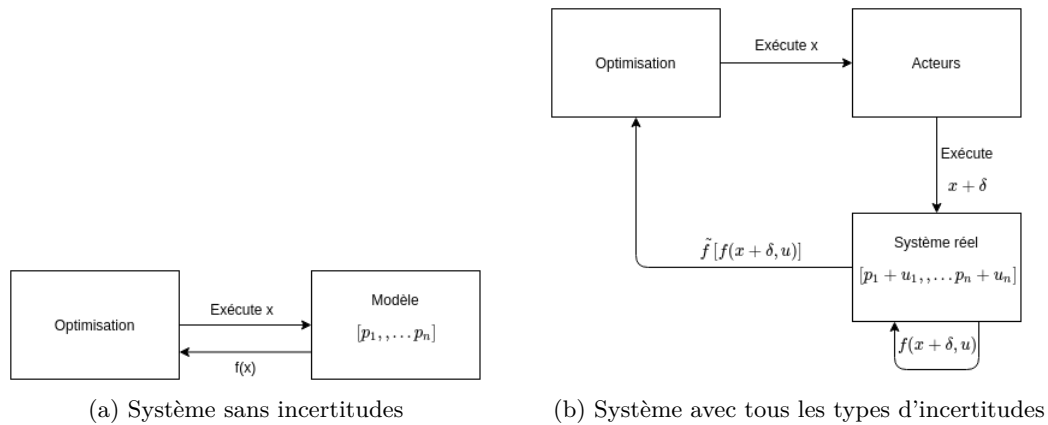 Optimisation
Exécute x
Modèle
[p₁, , … pₙ]
f(x)
(a) Système sans incertitudes
Optimisation
Exécute x
Acteurs
Exécute
x + δ
Système réel
[p₁ + u₁, , … pₙ + uₙ]
f̃ [f(x + δ, u)]
f(x + δ, u)
(b) Système avec tous les types d'incertitudes